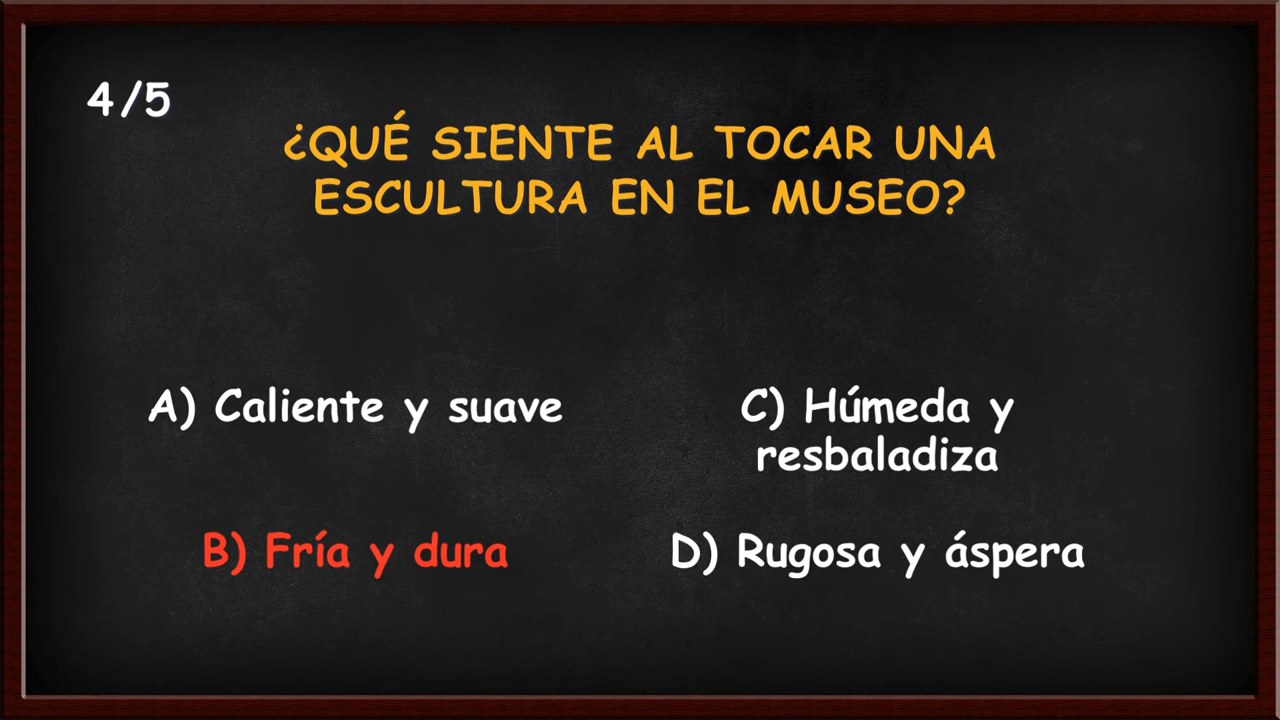 4/5
¿QUÉ SIENTE AL TOCAR UNA
ESCULTURA EN EL MUSEO?
A) Caliente y suave
B) Fría y dura
C) Húmeda y
resbaladiza
D) Rugosa y áspera